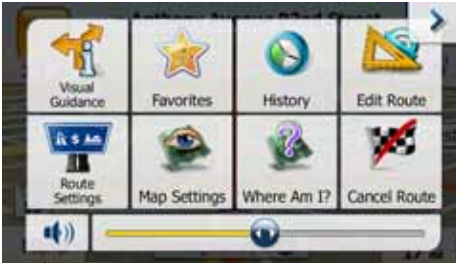 Visual
Guidance
Favorites
History
Edit Route
Route
Settings
Map Settings
Where Am I?
Cancel Route